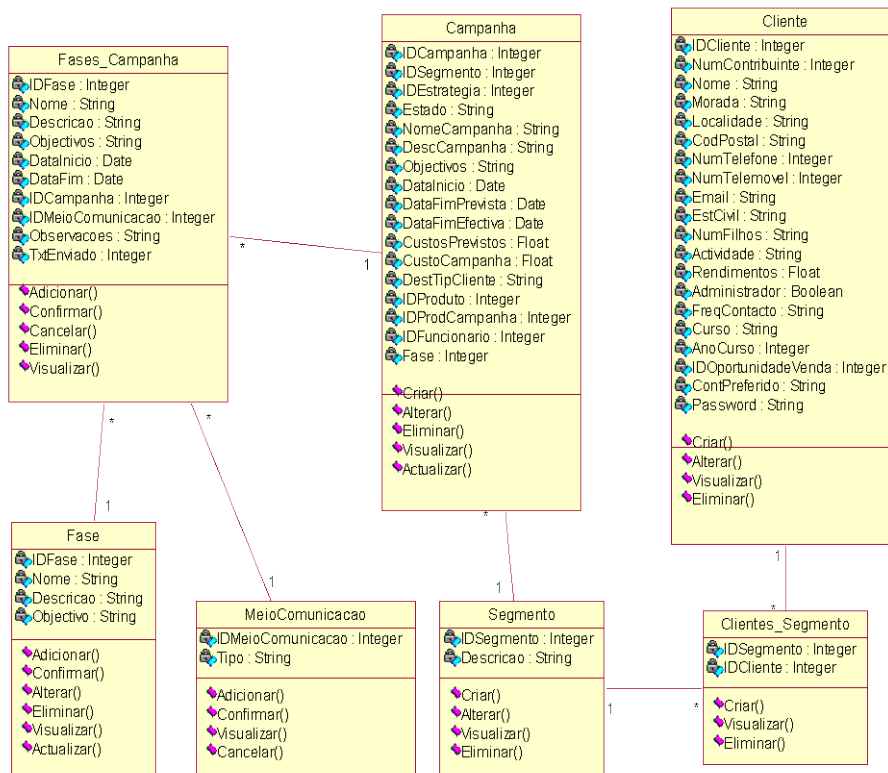 Fases_Campanha
IDFase : Integer
Nome : String
Descricao : String
Objectivos : String
DataInicio : Date
DataFim : Date
IDCampanha : Integer
IDMeioComunicacao : Integer
Observacoes : String
TxtEnviado : Integer
Adicionar()
Confirmar()
Cancelar()
Eliminar()
Visualizar()
Campanha
IDCampanha : Integer
IDSegmento : Integer
IDEstrategia : Integer
Estado : String
NomeCampanha : String
DescCampanha : String
Objectivos : String
DataInicio : Date
DataFimPrevista : Date
DataFimEfectiva : Date
CustosPrevistos : Float
CustoCampanha : Float
DestTipCliente : String
IDProduto : Integer
IDProdCampanha : Integer
IDFuncionario : Integer
Fase : Integer
Criar()
Alterar()
Eliminar()
Visualizar()
Actualizar()
Cliente
IDCliente : Integer
NumContribuinte : Integer
Nome : String
Morada : String
Localidade : String
CodPostal : String
NumTelefone : Integer
NumTelemovel : Integer
Email : String
EstCivil : String
NumFilhos : String
Actividade : String
Rendimentos : Float
Administrador : Boolean
FreqContacto : String
Curso : String
AnoCurso : Integer
IDOportunidadeVenda : Integer
ContPreferido : String
Password : String
Criar()
Alterar()
Visualizar()
Eliminar()
*
1
*
*
1
1
*
1
1
*
1
*
Fase
IDFase : Integer
Nome : String
Descricao : String
Objectivo : String
Adicionar()
Confirmar()
Alterar()
Eliminar()
Visualizar()
Actualizar()
MeioComunicacao
IDMeioComunicacao : Integer
Tipo : String
Adicionar()
Confirmar()
Visualizar()
Cancelar()
Segmento
IDSegmento : Integer
Descricao : String
Criar()
Alterar()
Visualizar()
Eliminar()
Clientes_Segmento
IDSegmento : Integer
IDCliente : Integer
Criar()
Visualizar()
Eliminar()